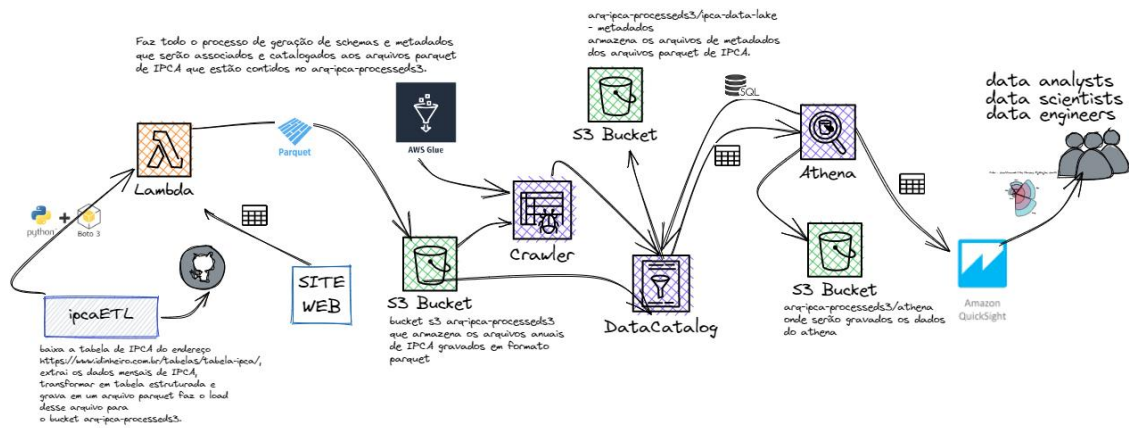 Faz todo o processo de geração de schemas e metadados
que serão associados e catalogados aos arquivos parquet
de IPCA que estão contidos no arq-ipca-processeds3.
arq-ipca-processeds3/ipca-data-lake
- metadados
armazena os arquivos de metadados
dos arquivos parquet de IPCA.
data analysts
data scientists
data engineers
SQL
Parquet
AWS Glue
S3 Bucket
Lambda
Athena
python
+
Boto 3
Crawler
SITE
WEB
S3 Bucket
DataCatalog
S3 Bucket
Amazon
QuickSight
ipcaETL
bucket s3 arq-ipca-processeds3
que armazena os arquivos anuais
de IPCA gravados em formato
parquet
arq-ipca-processeds3/athena
onde serão gravados os dados
do athena
baixa a tabela de IPCA do endereço
https://www.idinheiro.com.br/tabelas/tabela-ipca/,
extrai os dados mensais de IPCA,
transformar em tabela estruturada e
grava em um arquivo parquet faz o load
desse arquivo para
o bucket arq-ipca-processeds3.